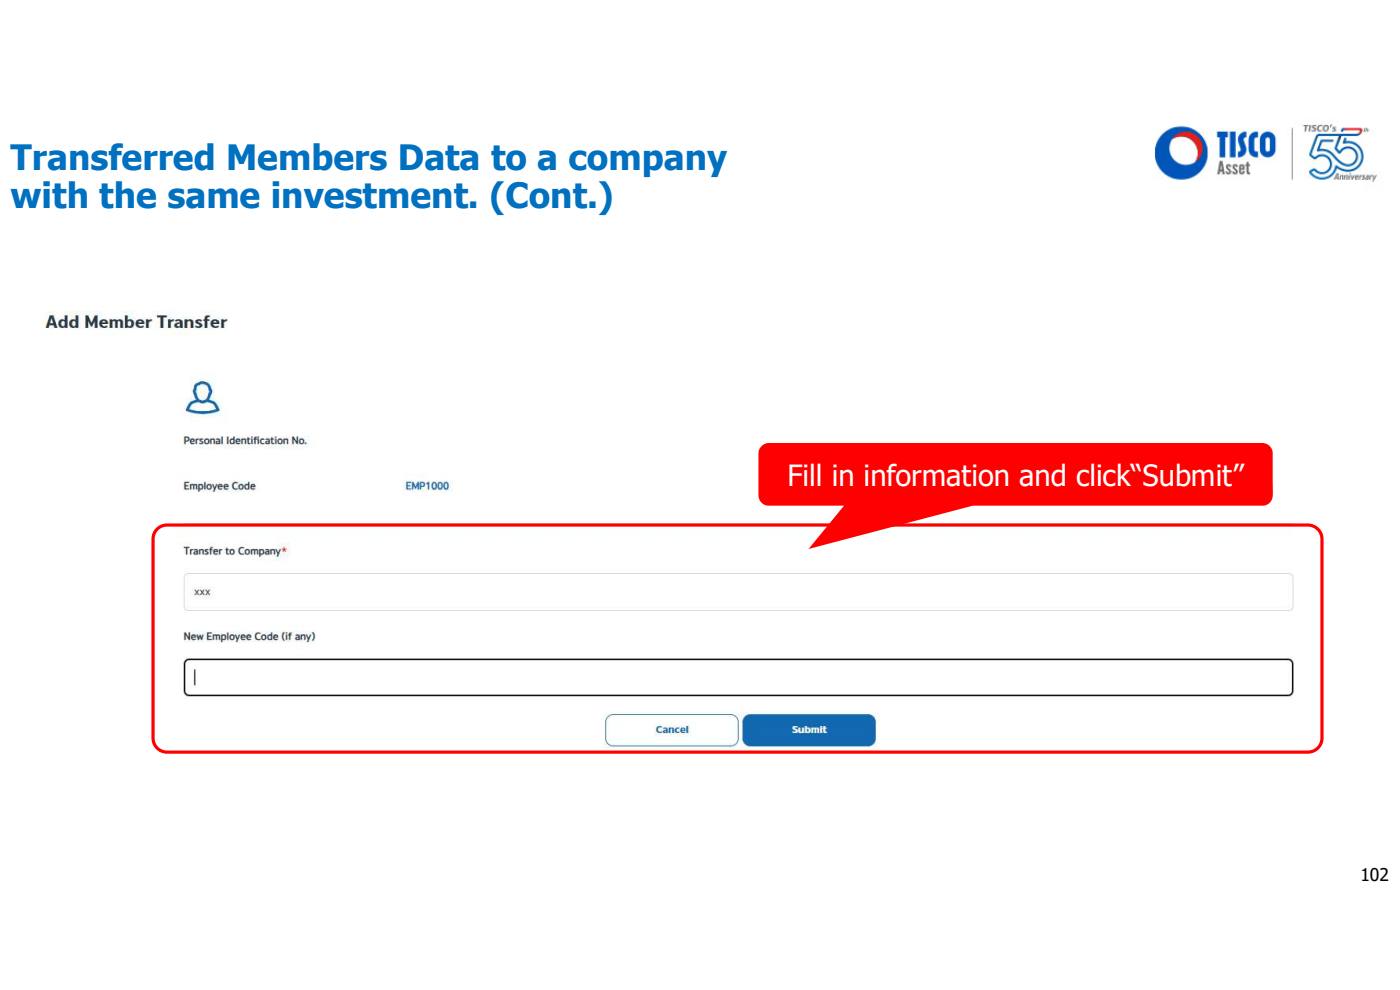 Transferred Members Data to a company
with the same investment. (Cont.)
TISCO
Asset
TISCO's
55th
Anniversary
Add Member Transfer
Personal Identification No.
Employee Code EMP1000
Fill in information and click“Submit”
Transfer to Company*
xxx
New Employee Code (if any)
Cancel Submit
102